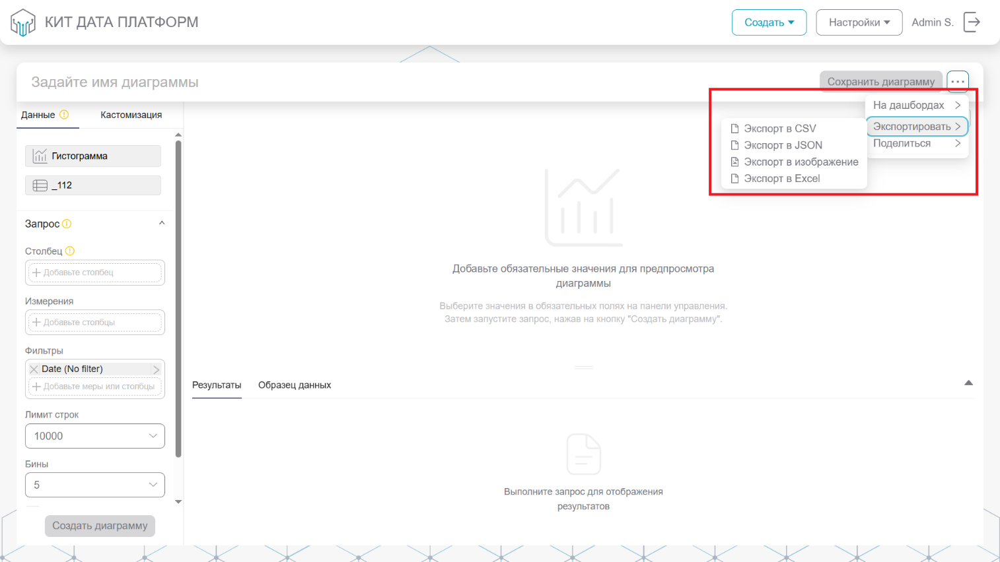 КИТ ДАТА ПЛАТФОРМ
Создать
Настройки
Admin S.
Задайте имя диаграммы
Сохранить диаграмму
Данные
Кастомизация
На дашбордах
Экспортировать
Поделиться
Экспорт в CSV
Экспорт в JSON
Экспорт в изображение
Экспорт в Excel
Гистограмма
_112
Запрос
Столбец
Добавьте столбец
Измерения
Добавьте столбцы
Фильтры
Date (No filter)
Добавьте меры или столбцы
Лимит строк
10000
Бины
5
Создать диаграмму
Добавьте обязательные значения для предпросмотра
диаграммы
Выберите значения в обязательных полях на панели управления.
Затем запустите запрос, нажав на кнопку "Создать диаграмму".
Результаты
Образец данных
Выполните запрос для отображения
результатов